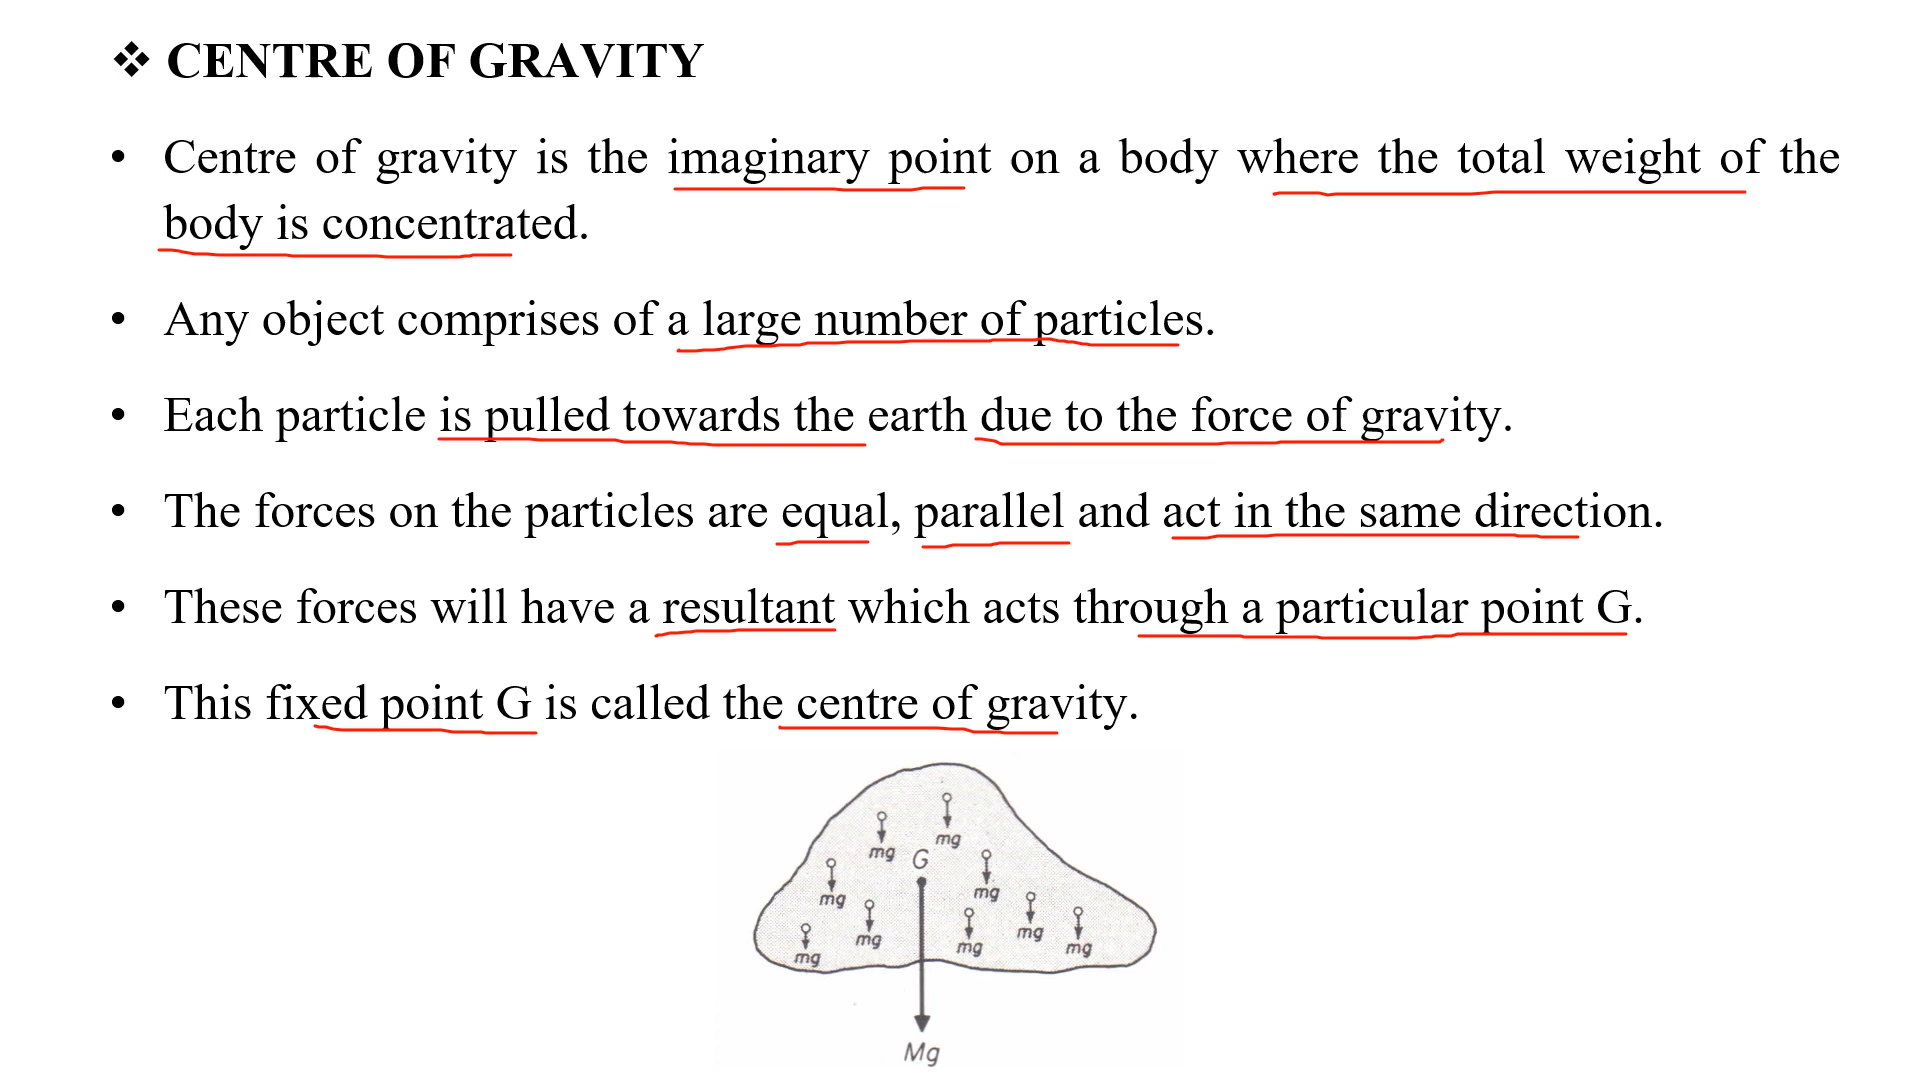 ❖ CENTRE OF GRAVITY
• Centre of gravity is the imaginary point on a body where the total weight of the
body is concentrated.
• Any object comprises of a large number of particles.
• Each particle is pulled towards the earth due to the force of gravity.
• The forces on the particles are equal, parallel and act in the same direction.
• These forces will have a resultant which acts through a particular point G.
• This fixed point G is called the centre of gravity.
mg
mg
G
mg
mg
mg
mg
mg
mg
mg
Mg